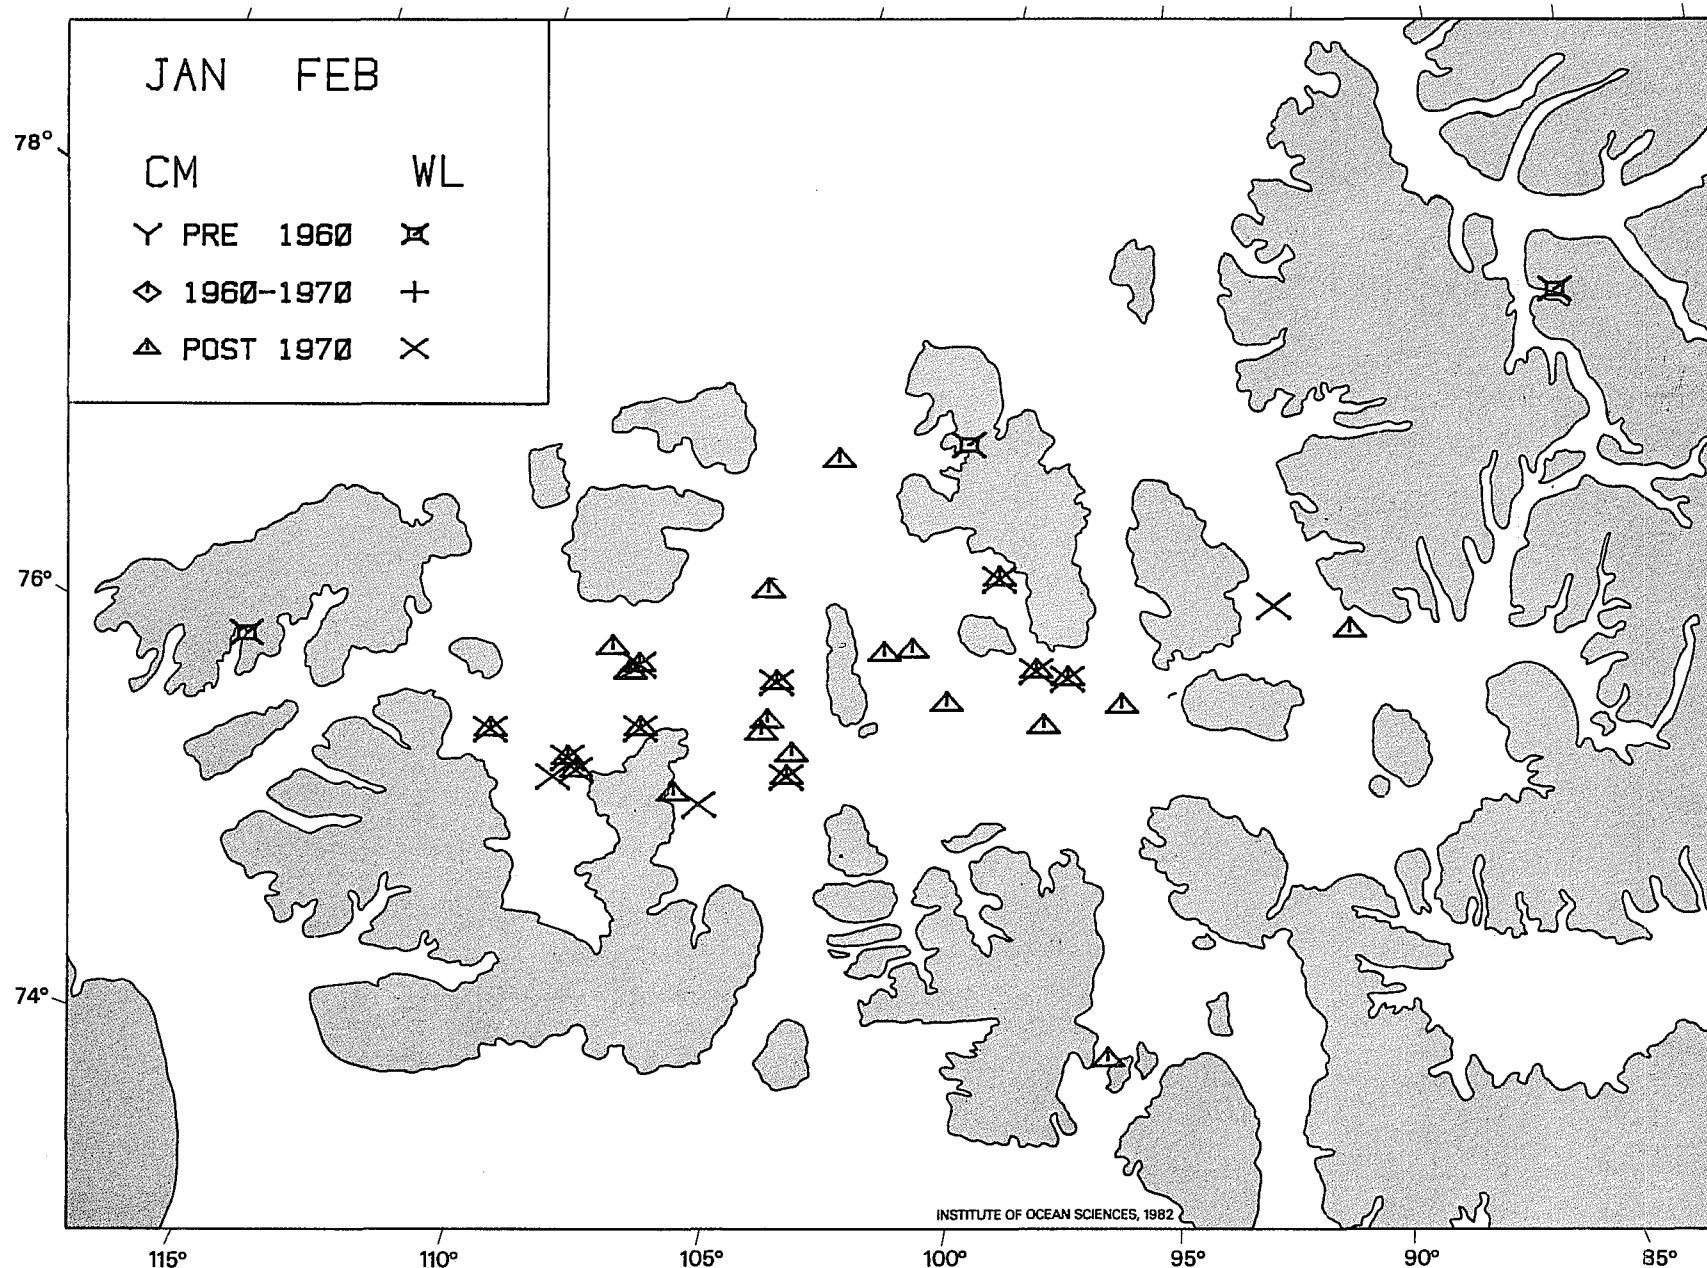 JAN FEB
CM WL
PRE 1960
1960-1970
POST 1970
78°
76°
74°
INSTITUTE OF OCEAN SCIENCES, 1982
115° 110° 105° 100° 95° 90° 85°